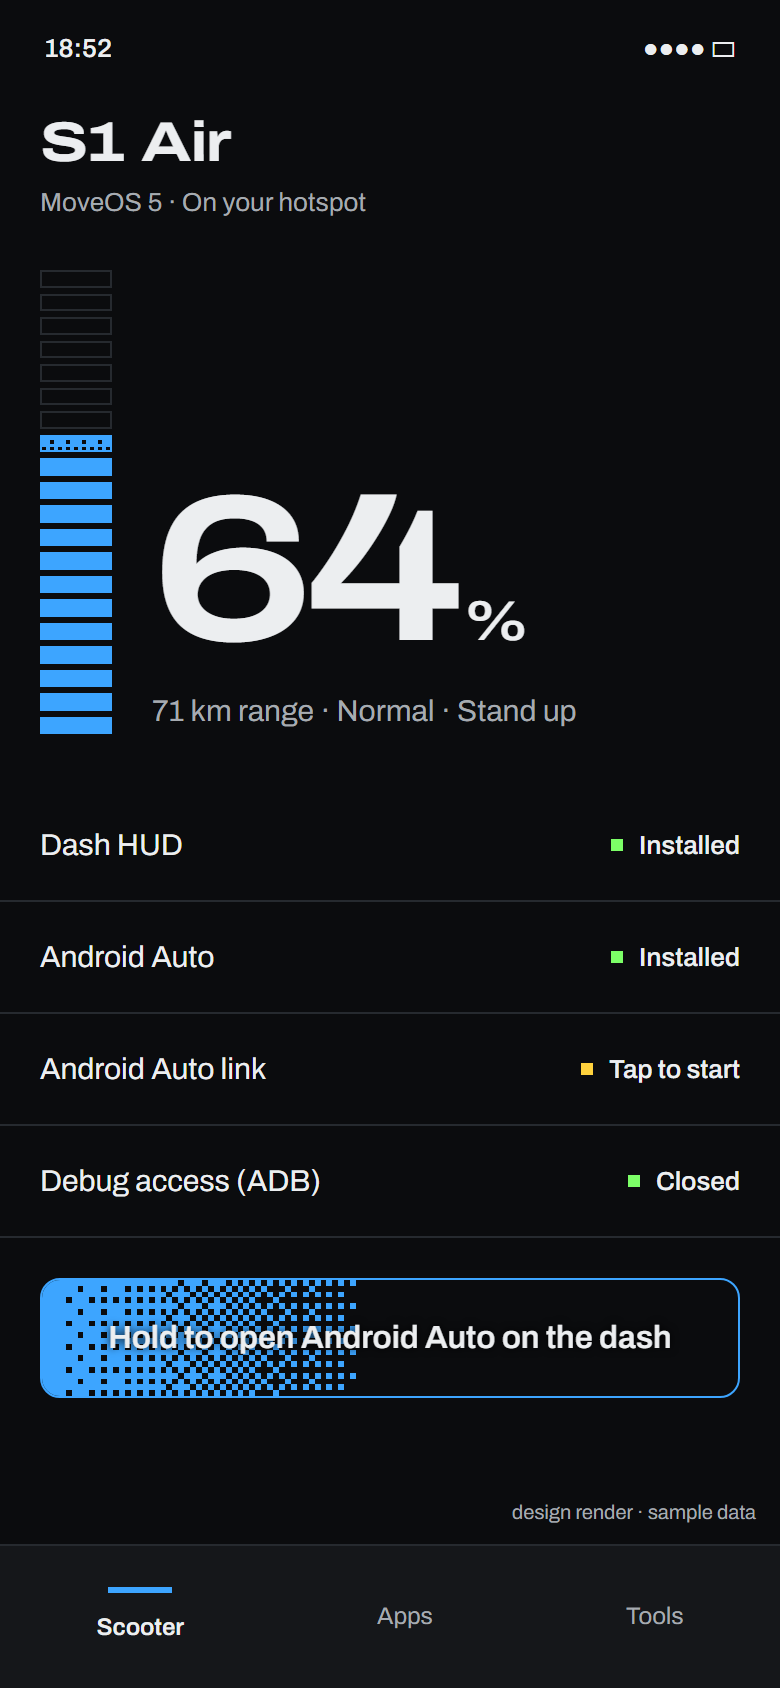 18:52
S1 Air
MoveOS 5 · On your hotspot
64%
71 km range · Normal · Stand up
Dash HUD Installed
Android Auto Installed
Android Auto link Tap to start
Debug access (ADB) Closed
Hold to open Android Auto on the dash
design render · sample data
Scooter Apps Tools